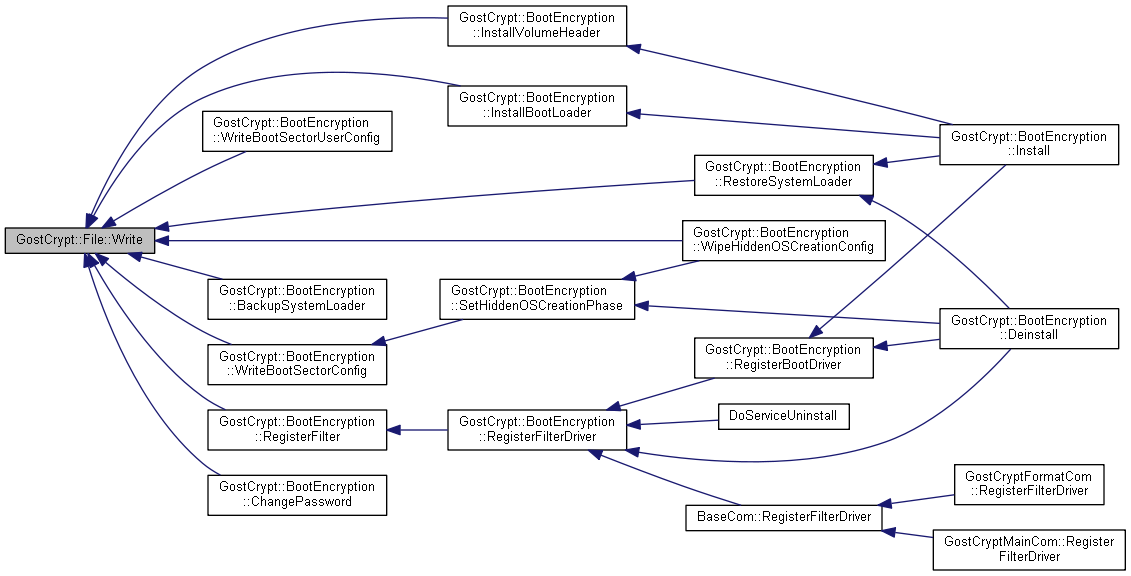 GostCrypt::BootEncryption
::InstallVolumeHeader
GostCrypt::BootEncryption
::InstallBootLoader
GostCrypt::BootEncryption
::WriteBootSectorUserConfig
GostCrypt::BootEncryption
::Install
GostCrypt::BootEncryption
::RestoreSystemLoader
GostCrypt::File::Write
GostCrypt::BootEncryption
::WipeHiddenOSCreationConfig
GostCrypt::BootEncryption
::BackupSystemLoader
GostCrypt::BootEncryption
::SetHiddenOSCreationPhase
GostCrypt::BootEncryption
::Deinstall
GostCrypt::BootEncryption
::WriteBootSectorConfig
GostCrypt::BootEncryption
::RegisterBootDriver
GostCrypt::BootEncryption
::RegisterFilter
GostCrypt::BootEncryption
::RegisterFilterDriver
DoServiceUninstall
GostCrypt::BootEncryption
::ChangePassword
GostCryptFormatCom
::RegisterFilterDriver
BaseCom::RegisterFilterDriver
GostCryptMainCom::Register
FilterDriver